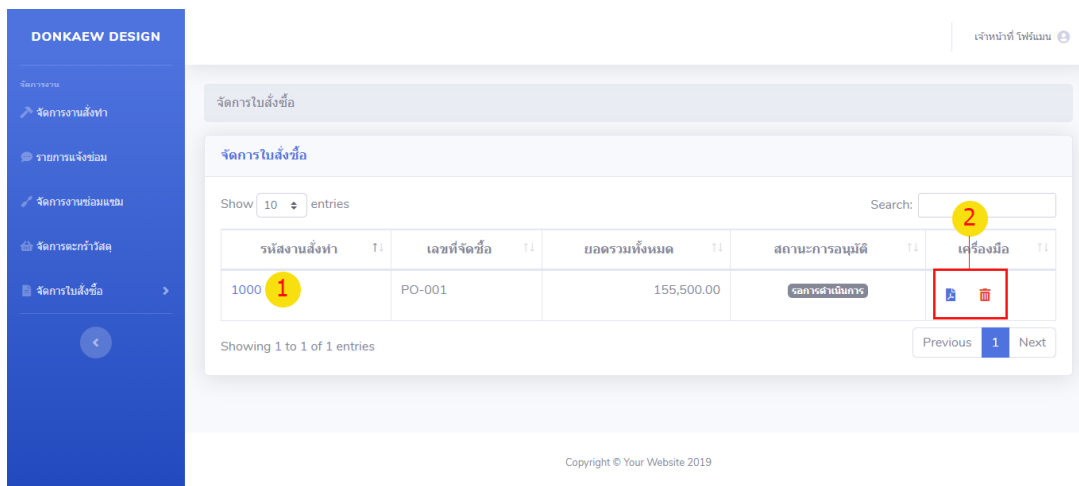 DONKAEW DESIGN
เจ้าหน้าที่ โฟร์แมน
จัดการงาน
จัดการงานสั่งทำ
รายการแจ้งซ่อม
จัดการงานซ่อมแซม
จัดการตะกร้าวัสดุ
จัดการใบสั่งซื้อ
จัดการใบสั่งซื้อ
จัดการใบสั่งซื้อ
Show 10 entries
Search:
2
รหัสงานสั่งทำ เลขที่จัดซื้อ ยอดรวมทั้งหมด สถานะการอนุมัติ เครื่องมือ
1000 1 PO-001 155,500.00 รอการดำเนินการ
Showing 1 to 1 of 1 entries
Previous 1 Next
Copyright © Your Website 2019